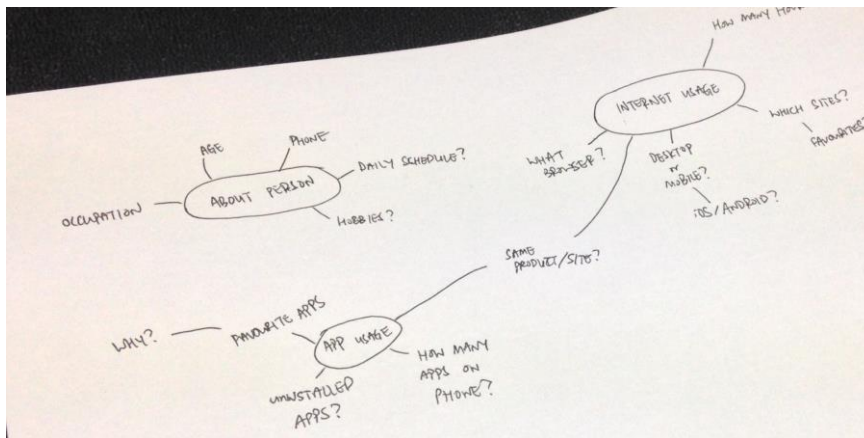 HOW MANY
INTERNET USAGE
WHICH SITES?
FAVOURITES?
WHAT
BROWSER?
DESKTOP
or
MOBILE?
iOS/ANDROID?
AGE
PHONE
DAILY SCHEDULE?
ABOUT PERSON
OCCUPATION
HOBBIES?
SAME
PRODUCT/SITE?
FAVOURITE APPS
WHY?
APP USAGE
HOW MANY
APPS ON
PHONE?
UNINSTALLED
APPS?